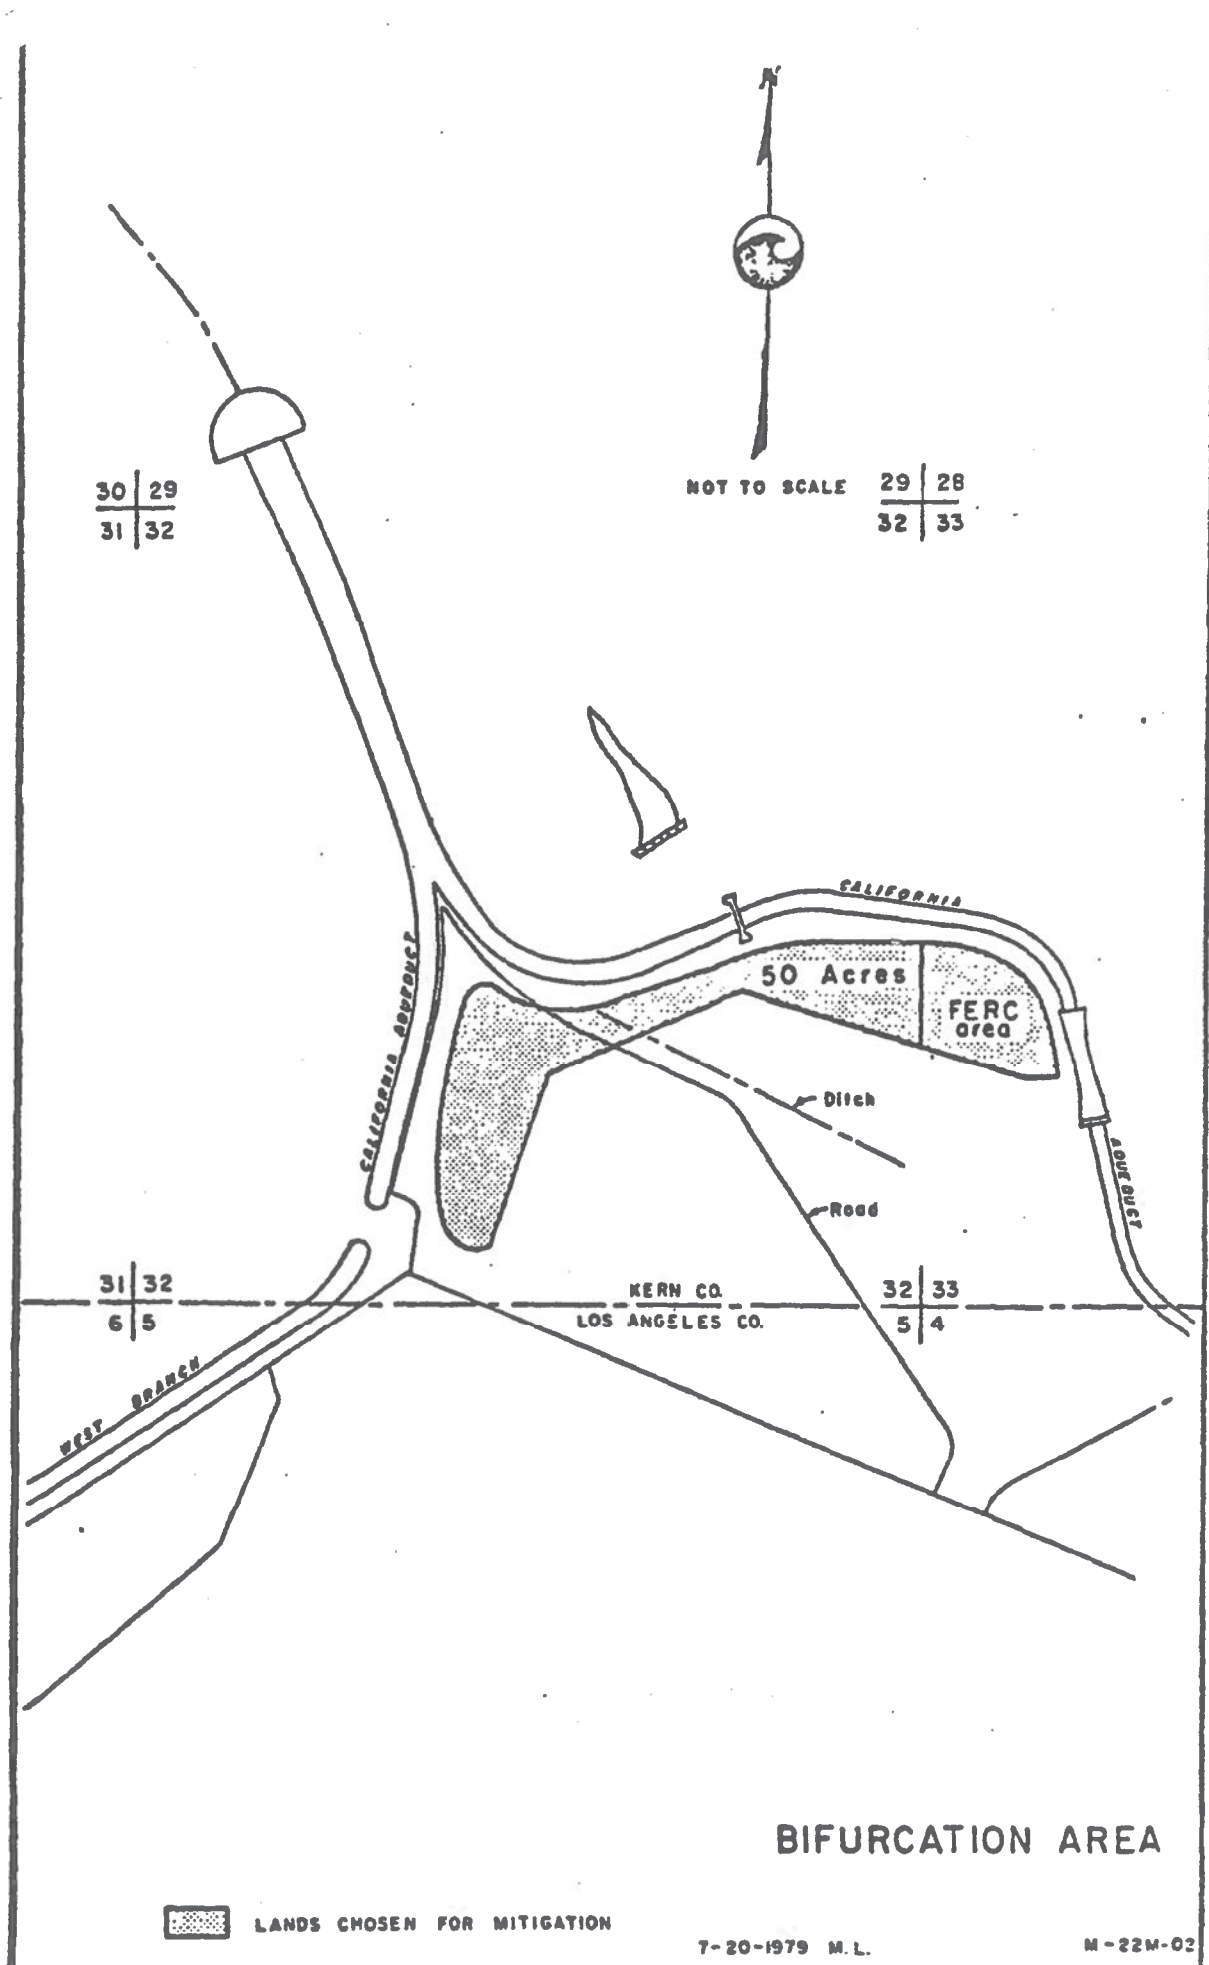 N
30 29
31 32
NOT TO SCALE
29 28
32 33
CALIFORNIA
CALIFORNIA AQUEDUCT
50 Acres
FERC
area
Ditch
AQUEDUCT
Road
31 32
6 5
KERN CO.
LOS ANGELES CO.
32 33
5 4
WEST BRANCH
BIFURCATION AREA
LANDS CHOSEN FOR MITIGATION
7-20-1979 M.L.
M-22M-02